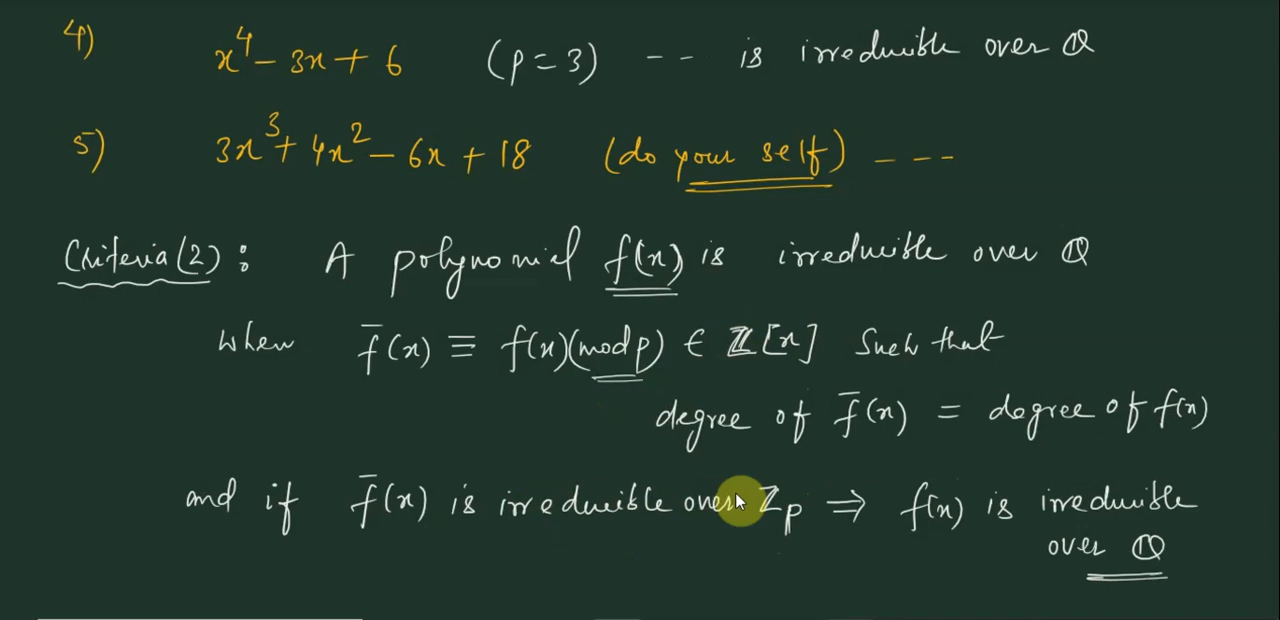 4) x⁴ − 3x + 6 (p = 3) -- is irreducible over ℚ
5) 3x³ + 4x² − 6x + 18 (do your self) ---
Criteria (2) : A polynomial f(x) is irreducible over ℚ
when f̄(x) ≡ f(x)(mod p) ∈ ℤ[x] such that
degree of f̄(x) = degree of f(x)
and if f̄(x) is irreducible over ℤp ⇒ f(x) is irreducible
over ℚ